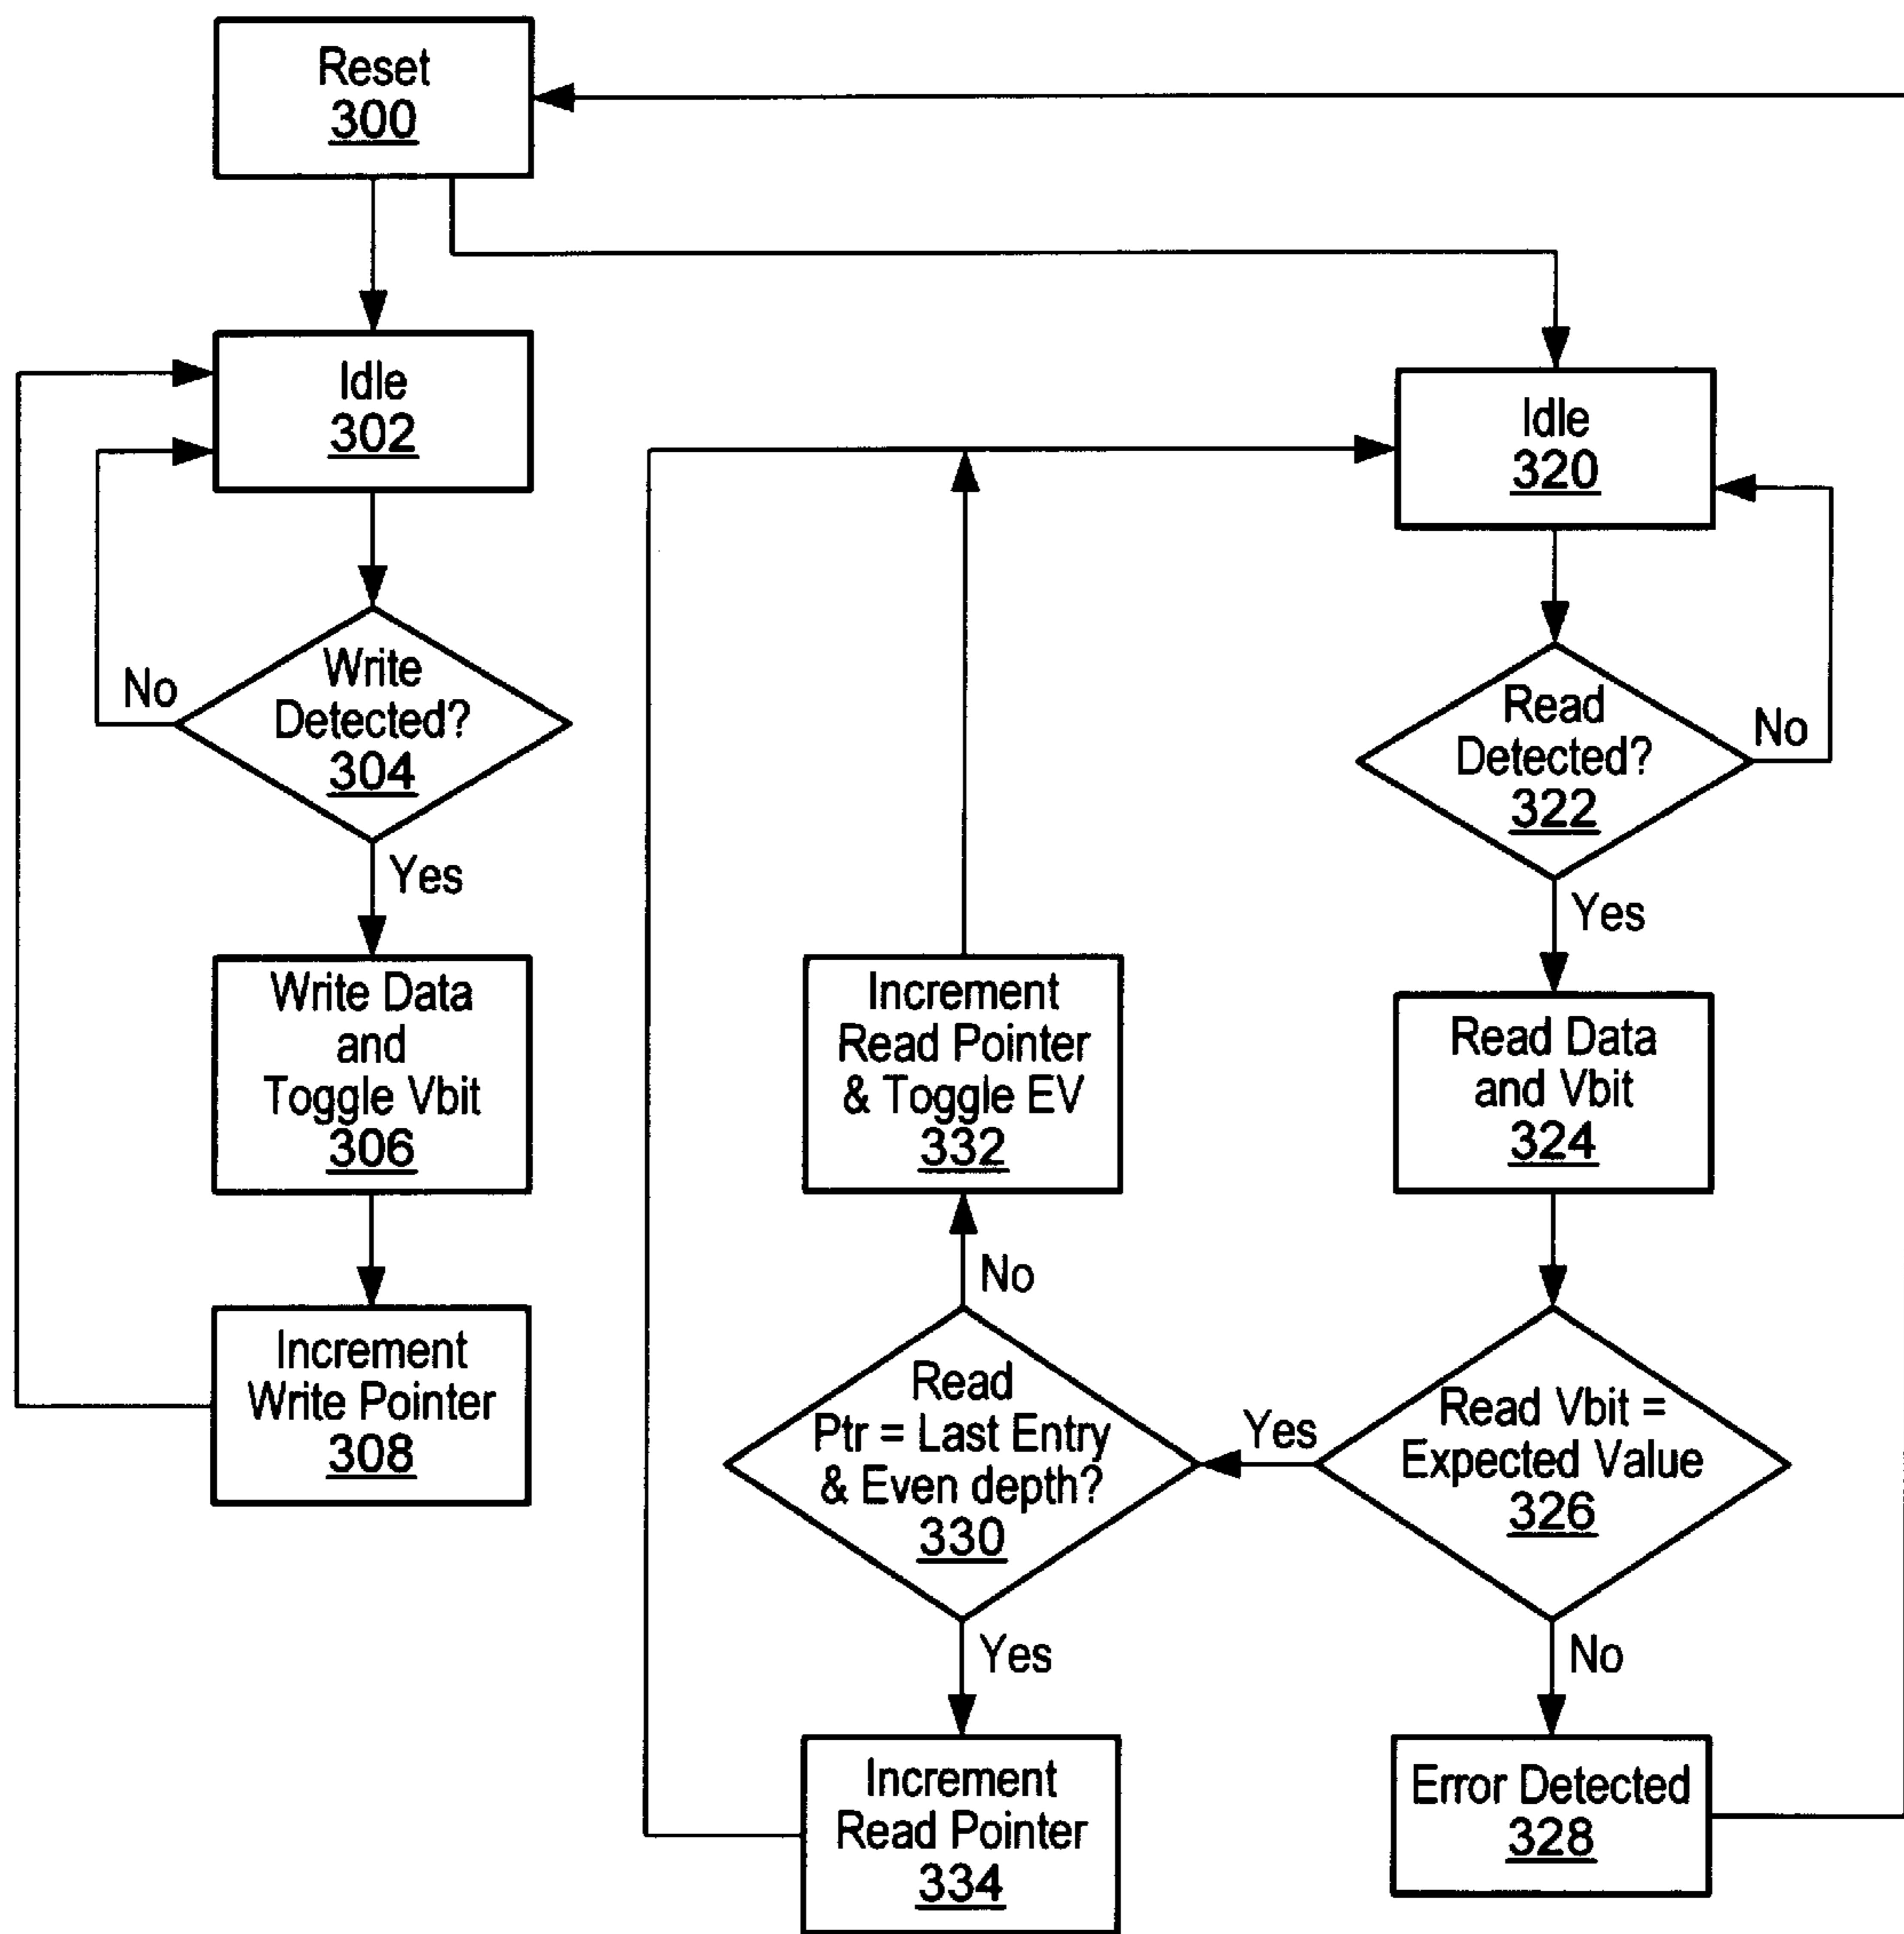 Reset
300
Idle
302
Write
Detected?
304
No
Yes
Write Data
and
Toggle Vbit
306
Increment
Write Pointer
308
Idle
320
Read
Detected?
322
No
Yes
Read Data
and Vbit
324
Read Vbit =
Expected Value
326
Yes
No
Error Detected
328
Read
Ptr = Last Entry
& Even depth?
330
No
Increment
Read Pointer
& Toggle EV
332
Yes
Increment
Read Pointer
334